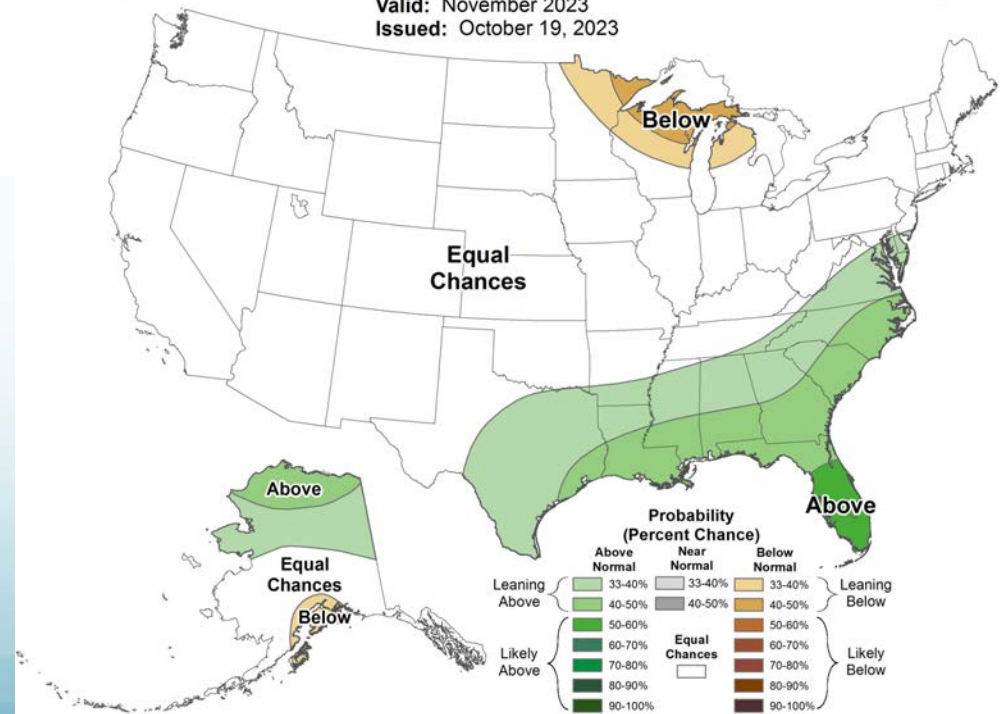 Valid: November 2023
Issued: October 19, 2023
Below
Equal
Chances
Above
Above
Equal
Chances
Below
Probability
(Percent Chance)
Above
Normal
Near
Normal
Below
Normal
Leaning
Above
33-40%
33-40%
33-40%
Leaning
Below
40-50%
40-50%
40-50%
Likely
Above
50-60%
Equal
Chances
50-60%
Likely
Below
60-70%
60-70%
70-80%
70-80%
80-90%
80-90%
90-100%
90-100%